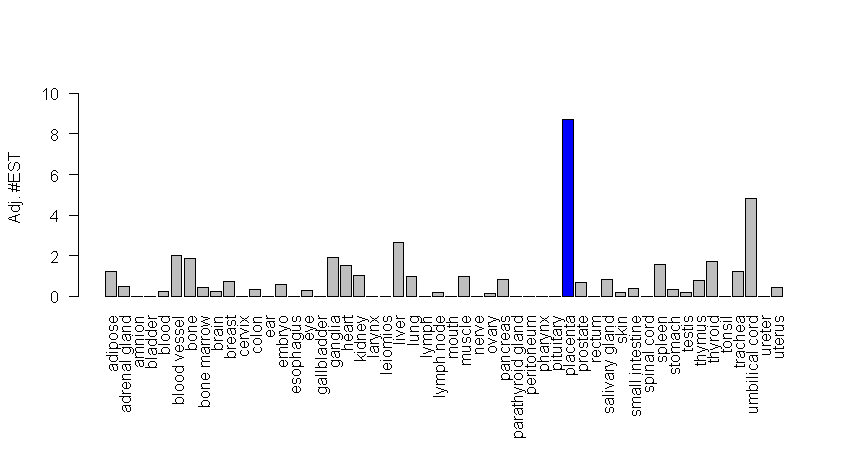 Adj. #EST
10
8
6
4
2
0
adipose
adrenal gland
amnion
bladder
blood
blood vessel
bone
bone marrow
brain
breast
cervix
colon
ear
embryo
esophagus
eye
gallbladder
ganglia
heart
kidney
larynx
leiomios
liver
lung
lymph
lymph node
mouth
muscle
nerve
ovary
pancreas
parathyroid gland
peritoneum
pharynx
pituitary
placenta
prostate
rectum
salivary gland
skin
small intestine
spinal cord
spleen
stomach
testis
thymus
thyroid
tonsil
trachea
umbilical cord
ureter
uterus